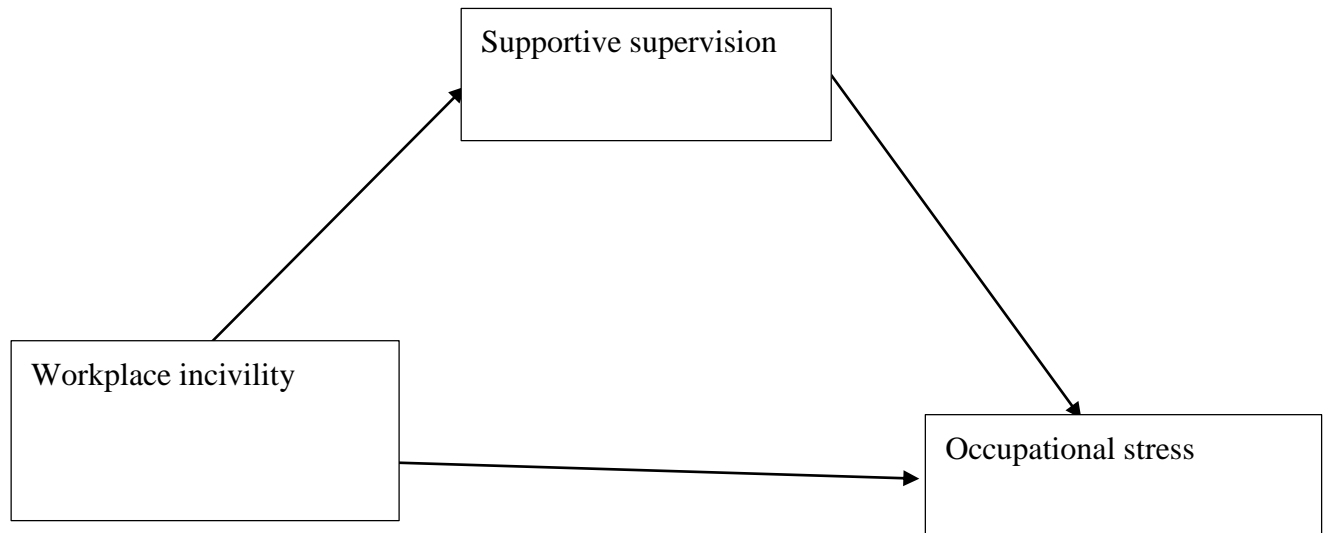 Supportive supervision
Workplace incivility
Occupational stress